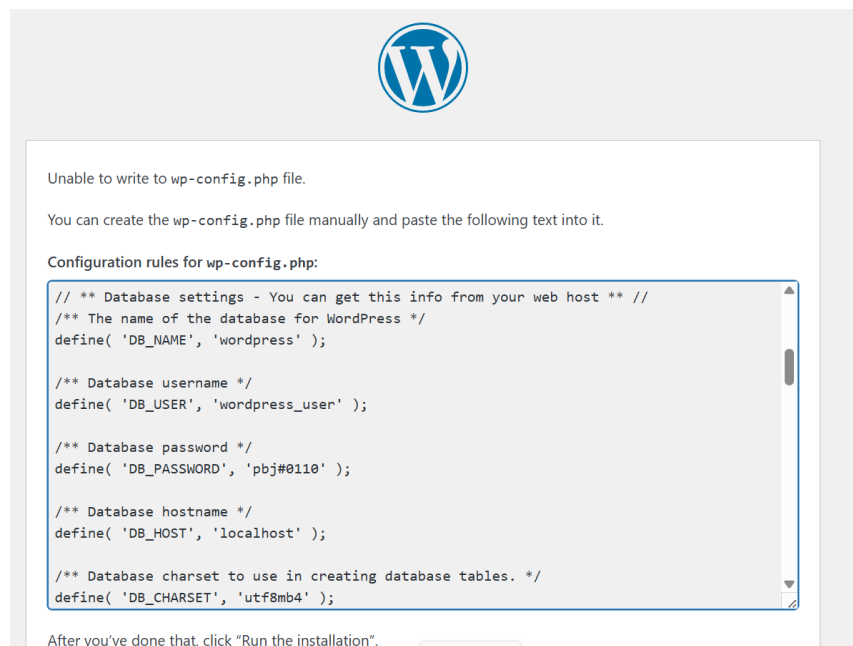 Unable to write to wp-config.php file.
You can create the wp-config.php file manually and paste the following text into it.
Configuration rules for wp-config.php:
// ** Database settings - You can get this info from your web host ** //
/** The name of the database for WordPress */
define( 'DB_NAME', 'wordpress' );
/** Database username */
define( 'DB_USER', 'wordpress_user' );
/** Database password */
define( 'DB_PASSWORD', 'pbj#0110' );
/** Database hostname */
define( 'DB_HOST', 'localhost' );
/** Database charset to use in creating database tables. */
define( 'DB_CHARSET', 'utf8mb4' );
After you've done that, click “Run the installation”.